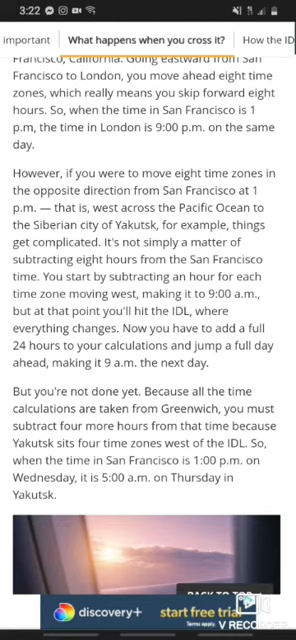 3:22
important What happens when you cross it? How the ID
Francisco, California. Going eastward from San
Francisco to London, you move ahead eight time
zones, which really means you skip forward eight
hours. So, when the time in San Francisco is 1
p.m, the time in London is 9:00 p.m. on the same
day.
However, if you were to move eight time zones in
the opposite direction from San Francisco at 1
p.m. — that is, west across the Pacific Ocean to
the Siberian city of Yakutsk, for example, things
get complicated. It's not simply a matter of
subtracting eight hours from the San Francisco
time. You start by subtracting an hour for each
time zone moving west, making it to 9:00 a.m.,
but at that point you'll hit the IDL, where
everything changes. Now you have to add a full
24 hours to your calculations and jump a full day
ahead, making it 9 a.m. the next day.
But you're not done yet. Because all the time
calculations are taken from Greenwich, you must
subtract four more hours from that time because
Yakutsk sits four time zones west of the IDL. So,
when the time in San Francisco is 1:00 p.m. on
Wednesday, it is 5:00 a.m. on Thursday in
Yakutsk.
BACK TO TOP
discovery+ start free trial
Terms apply.
V RECORDER